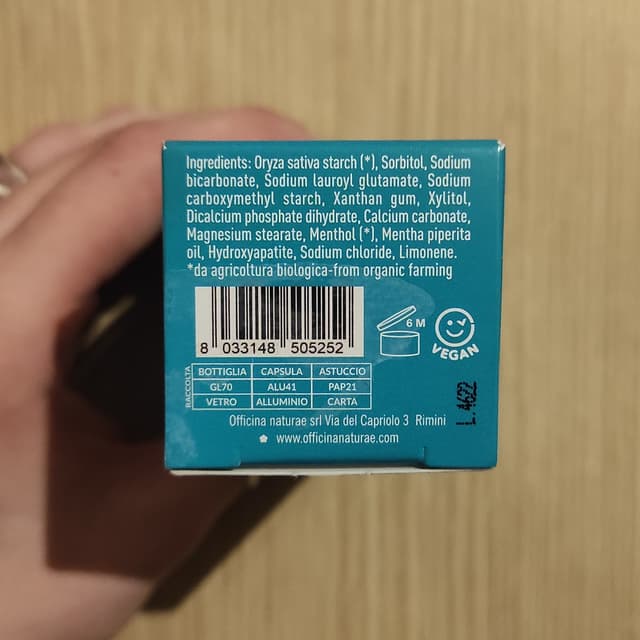 Ingredients: Oryza sativa starch (*), Sorbitol, Sodium
bicarbonate, Sodium lauroyl glutamate, Sodium
carboxymethyl starch, Xanthan gum, Xylitol,
Dicalcium phosphate dihydrate, Calcium carbonate,
Magnesium stearate, Menthol (*), Mentha piperita
oil, Hydroxyapatite, Sodium chloride, Limonene.
*da agricoltura biologica-from organic farming
6 M
VEGAN
8 033148 505252
RACCOLTA
BOTTIGLIA CAPSULA ASTUCCIO
GL70 ALU41 PAP21
VETRO ALLUMINIO CARTA
L.4622
Officina naturae srl Via del Capriolo 3 Rimini
www.officinaturae.com